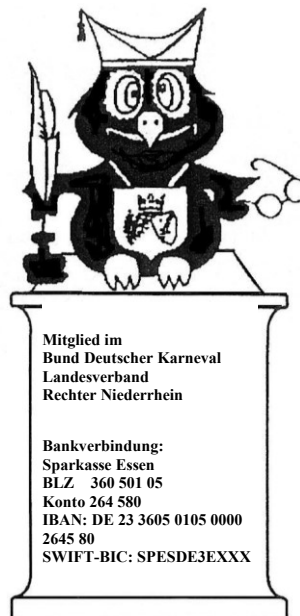 Mitglied im
Bund Deutscher Karneval
Landesverband
Rechter Niederrhein
Bankverbindung:
Sparkasse Essen
BLZ 360 501 05
Konto 264 580
IBAN: DE 23 3605 0105 0000
2645 80
SWIFT-BIC: SPESDE3EXXX